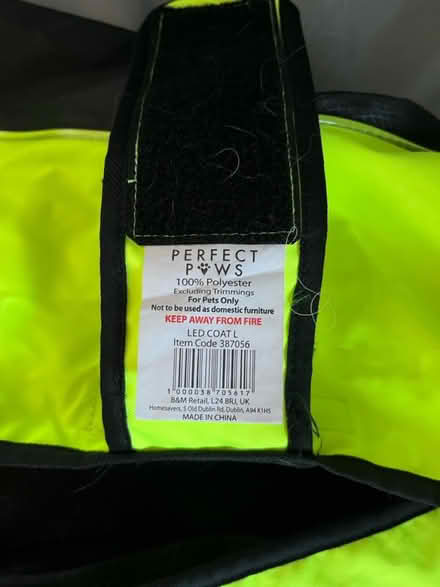 PERFECT
PAWS
100% Polyester
Excluding Trimmings
For Pets Only
Not to be used as domestic furniture
KEEP AWAY FROM FIRE
LED COAT L
Item Code 387056
1 000038 705617
B&M Retail, L24 8RJ, UK
Homesavers, 5 Old Dublin Rd, Dublin, A94 K1H5
MADE IN CHINA